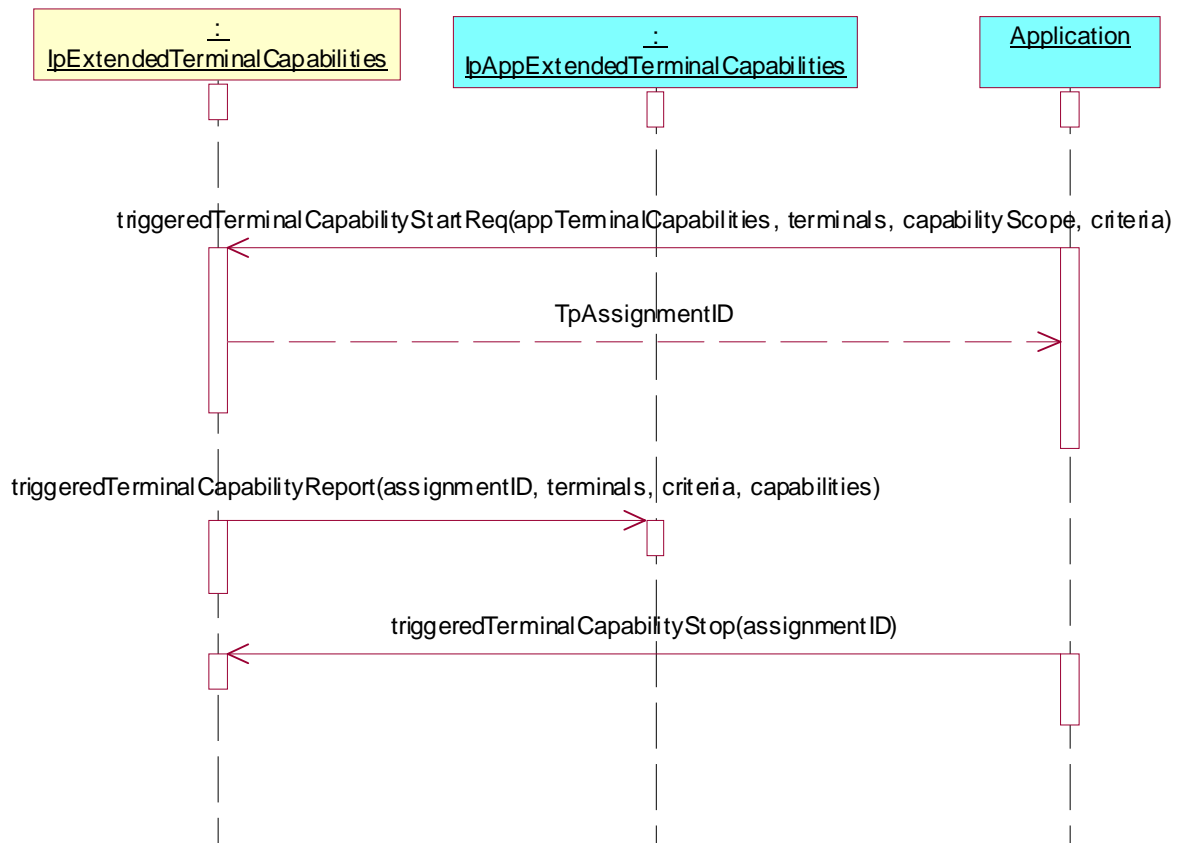 :
IpExtendedTerminalCapabilities
:
IpAppExtendedTerminalCapabilities
Application
triggeredTerminalCapabilityStartReq(appTerminalCapabilities, terminals, capabilityScope, criteria)
TpAssignmentID
triggeredTerminalCapabilityReport(assignmentID, terminals, criteria, capabilities)
triggeredTerminalCapabilityStop(assignmentID)